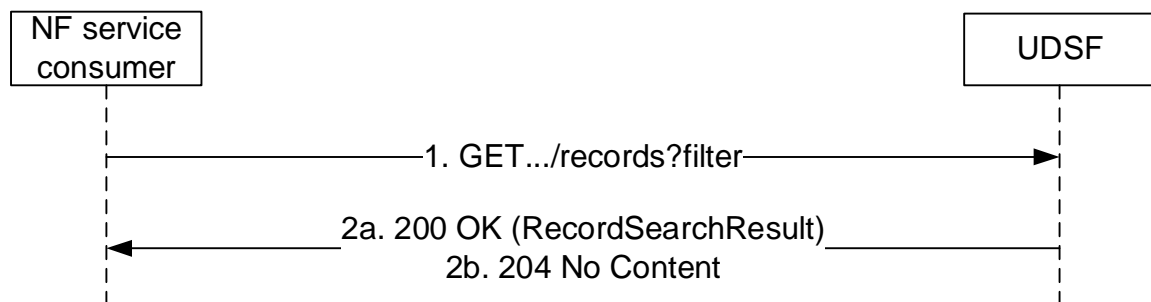 NF service
consumer
UDSF
1. GET.../records?filter
2a. 200 OK (RecordSearchResult)
2b. 204 No Content